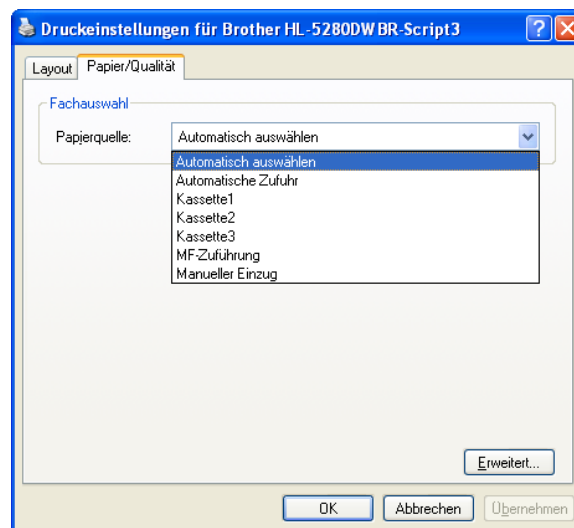 Druckeinstellungen für Brother HL-5280DW BR-Script3
Layout Papier/Qualität
Fachauswahl
Papierquelle: Automatisch auswählen
Automatisch auswählen
Automatische Zufuhr
Kassette1
Kassette2
Kassette3
MF-Zuführung
Manueller Einzug
Erweitert...
OK Abbrechen Übernehmen